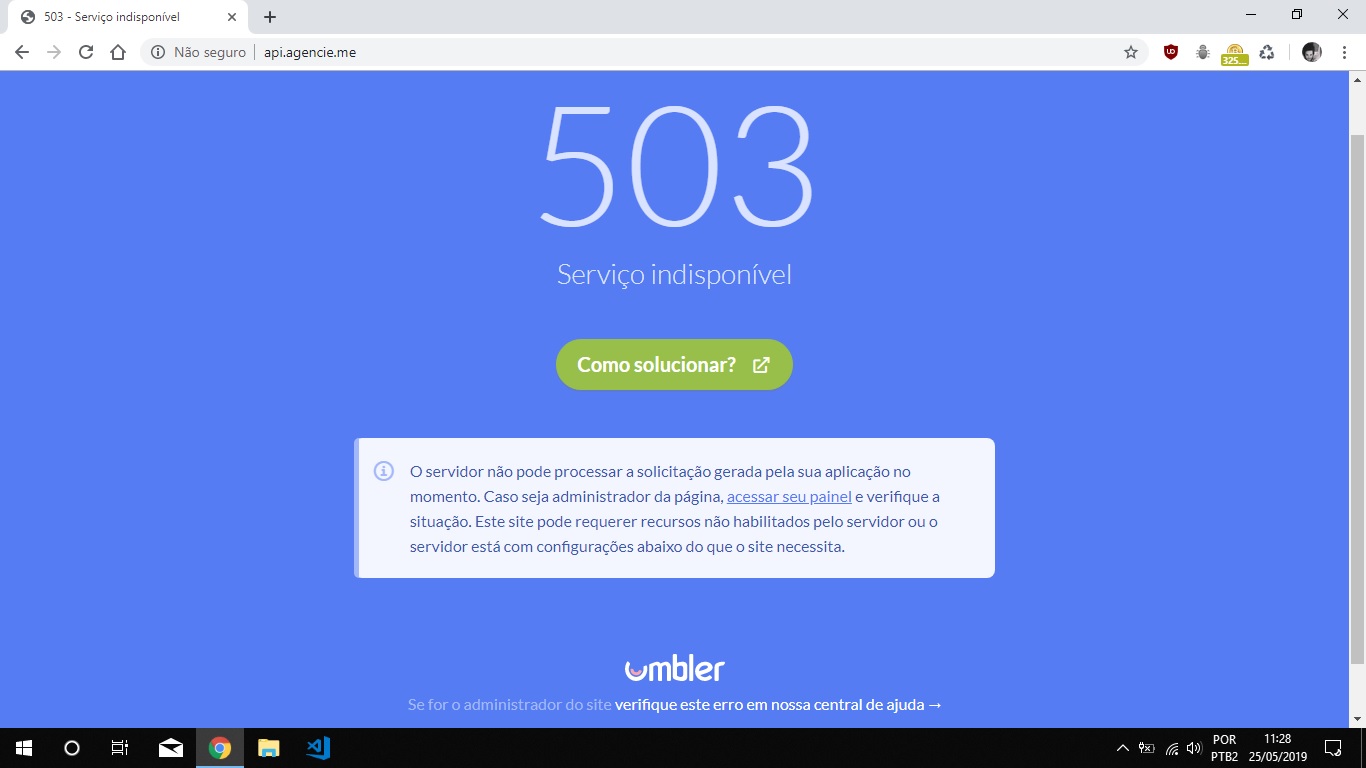 503 - Serviço indisponível
Não seguro
api.agencie.me
325...
503
Serviço indisponível
Como solucionar?
O servidor não pode processar a solicitação gerada pela sua aplicação no
momento. Caso seja administrador da página, acessar seu painel e verifique a
situação. Este site pode requerer recursos não habilitados pelo servidor ou o
servidor está com configurações abaixo do que o site necessita.
umbler
Se for o administrador do site verifique este erro em nossa central de ajuda →
POR
PTB2
11:28
25/05/2019